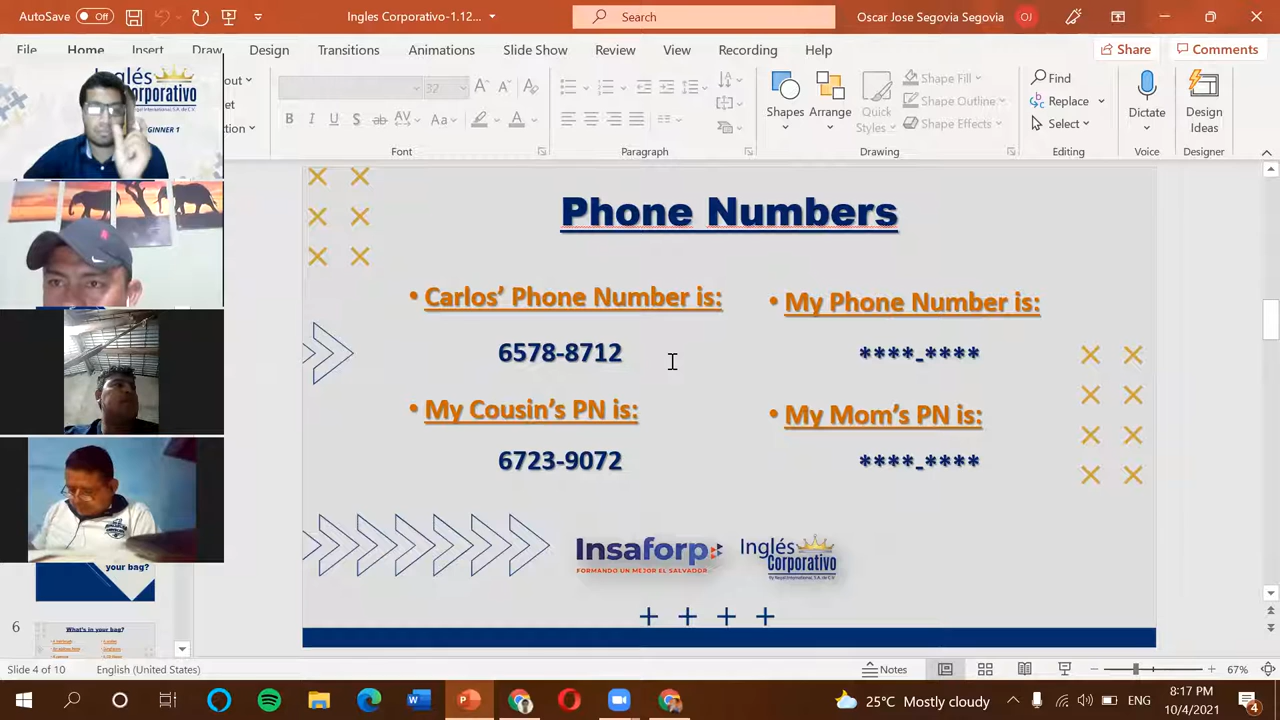 AutoSave Off Ingles Corporativo-1.12... Search Oscar Jose Segovia Segovia OJ
File Home Insert Draw Design Transitions Animations Slide Show Review View Recording Help Share Comments
Inglés
Corporativo
GINNER 1
Shapes Arrange Quick Styles
Shape Fill
Shape Outline
Shape Effects
Find
Replace
Select
Dictate
Design Ideas
Font Paragraph Drawing Editing Voice Designer
Phone Numbers
• Carlos' Phone Number is:
6578-8712
• My Cousin's PN is:
6723-9072
• My Phone Number is:
****-****
• My Mom's PN is:
****-****
Insaforp
FORMANDO UN MEJOR EL SALVADOR
Inglés
Corporativo
your bag?
6
What's in your bag?
Slide 4 of 10 English (United States) Notes 67%
25°C Mostly cloudy ENG 8:17 PM
10/4/2021
4